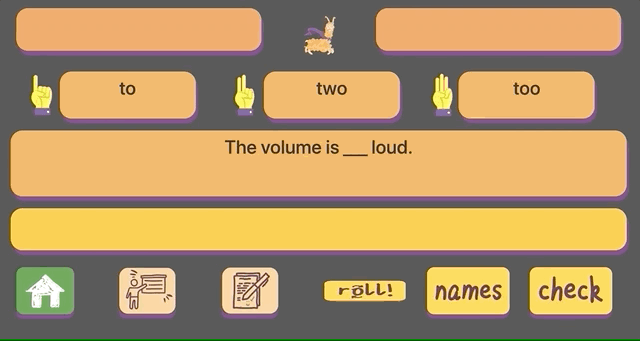 to
two
too
The volume is ___ loud.
roll!
names
check